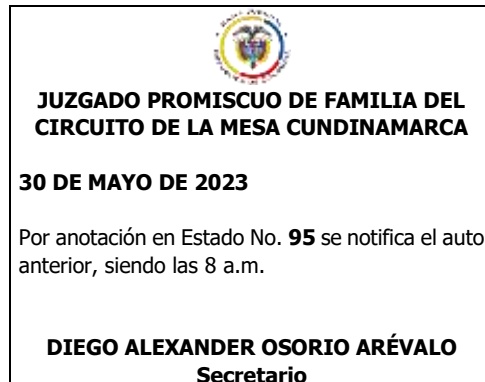 JUZGADO PROMISCUO DE FAMILIA DEL
CIRCUITO DE LA MESA CUNDINAMARCA
30 DE MAYO DE 2023
Por anotación en Estado No. 95 se notifica el auto
anterior, siendo las 8 a.m.
DIEGO ALEXANDER OSORIO ARÉVALO
Secretario